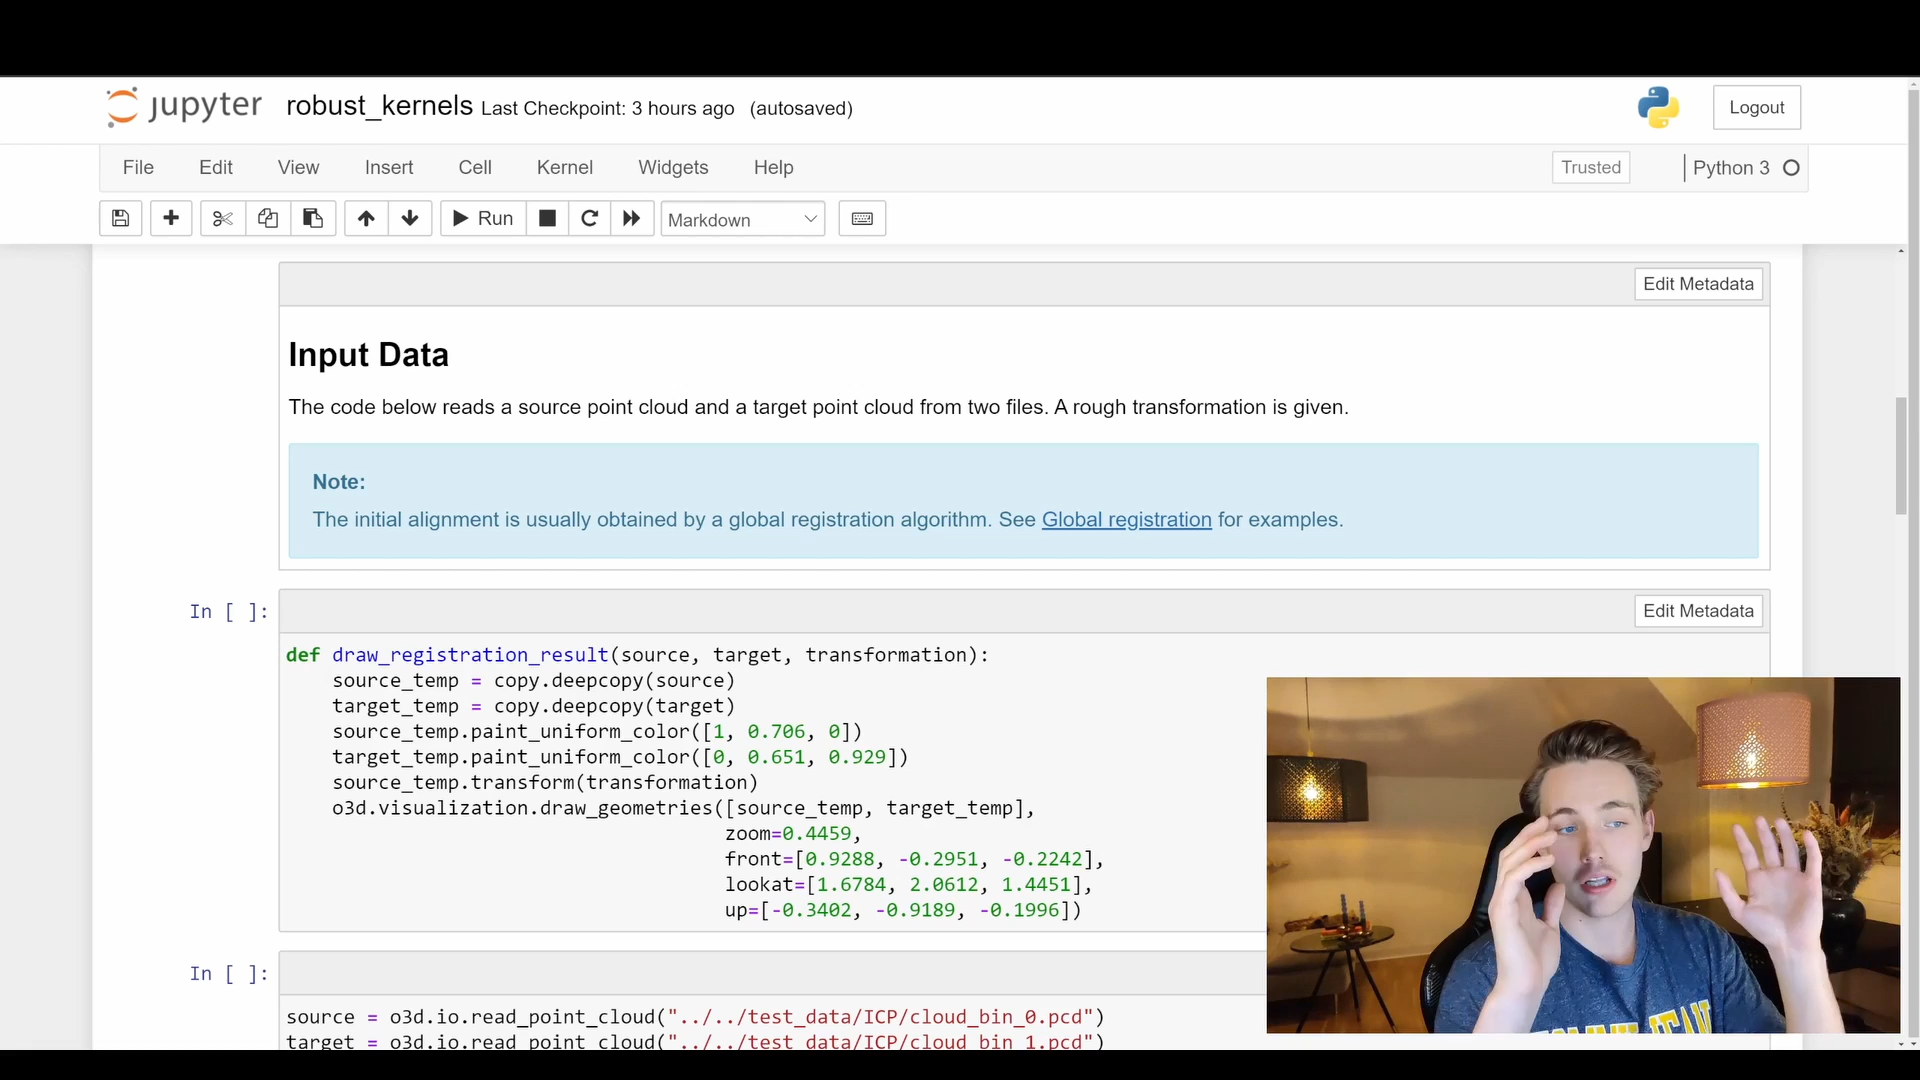 jupyter robust_kernels Last Checkpoint: 3 hours ago (autosaved)
Logout
File Edit View Insert Cell Kernel Widgets Help
Trusted
Python 3
Run
Markdown
Edit Metadata
Input Data
The code below reads a source point cloud and a target point cloud from two files. A rough transformation is given.
Note:
The initial alignment is usually obtained by a global registration algorithm. See Global registration for examples.
In [ ]:
Edit Metadata
def draw_registration_result(source, target, transformation):
    source_temp = copy.deepcopy(source)
    target_temp = copy.deepcopy(target)
    source_temp.paint_uniform_color([1, 0.706, 0])
    target_temp.paint_uniform_color([0, 0.651, 0.929])
    source_temp.transform(transformation)
    o3d.visualization.draw_geometries([source_temp, target_temp],
                                      zoom=0.4459,
                                      front=[0.9288, -0.2951, -0.2242],
                                      lookat=[1.6784, 2.0612, 1.4451],
                                      up=[-0.3402, -0.9189, -0.1996])
In [ ]:
source = o3d.io.read_point_cloud("../../test_data/ICP/cloud_bin_0.pcd")
target = o3d.io.read_point_cloud("../../test_data/ICP/cloud_bin_1.pcd")